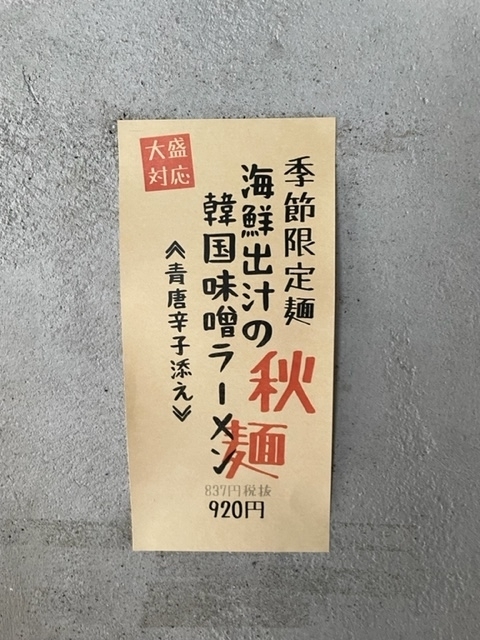 季節限定麺
秋麺
海鮮出汁の
韓国味噌ラーメン
≪青唐辛子添え≫
大盛
対応
837円税抜
920円